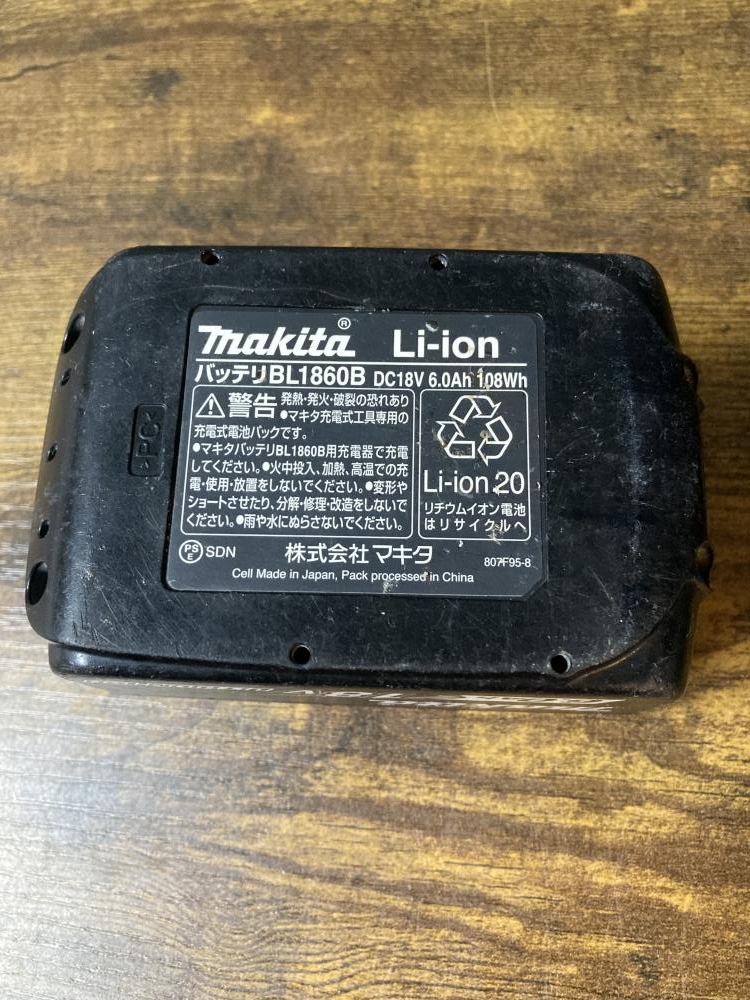 makita® Li-ion
バッテリBL1860B DC18V 6.0Ah 108Wh
警告 発熱・発火・破裂の恐れあり
●マキタ充電式工具専用の
充電式電池パックです。
●マキタバッテリBL1860B用充電器で充電
してください。●火中投入、加熱、高温での充
電・使用・放置をしないでください。●変形や
ショートさせたり、分解・修理・改造をしないで
ください。●雨や水にぬらさないでください。
Li-ion 20
リチウムイオン電池
はリサイクルへ
PSE SDN 株式会社 マキタ 807F95-8
Cell Made in Japan, Pack processed in China
>PC<
makita 18V